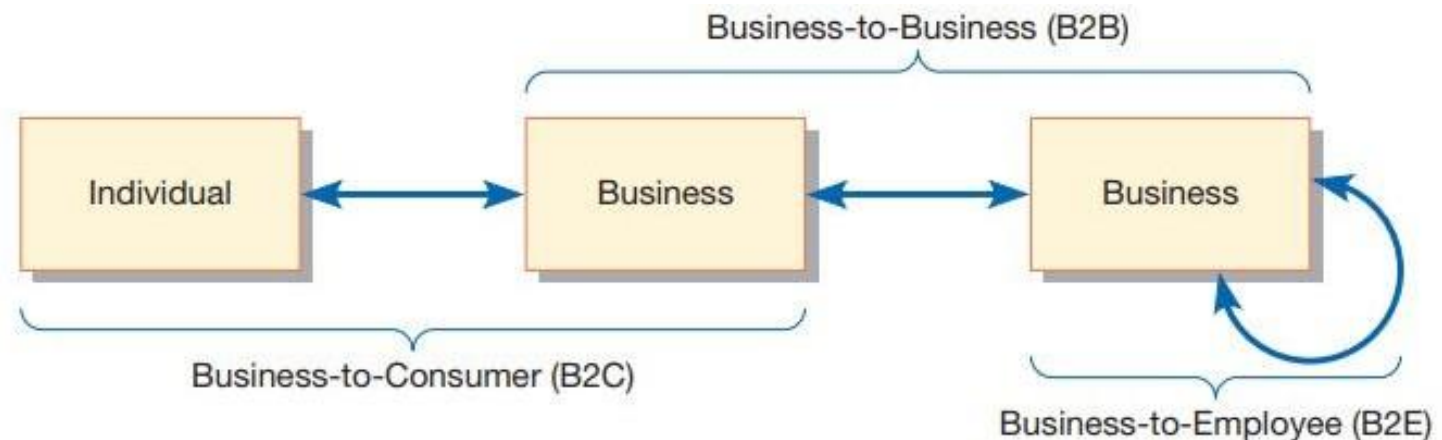 Business-to-Business (B2B)
Individual
Business
Business
Business-to-Consumer (B2C)
Business-to-Employee (B2E)